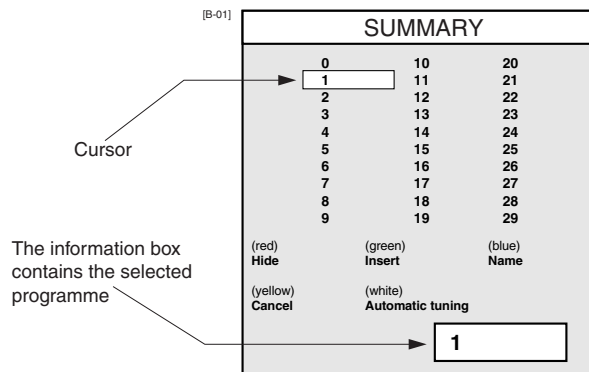 [B-01]
SUMMARY
0 10 20
1 11 21
2 12 22
3 13 23
4 14 24
5 15 25
6 16 26
7 17 27
8 18 28
9 19 29
Cursor
(red) (green) (blue)
Hide Insert Name
(yellow) (white)
Cancel Automatic tuning
The information box
contains the selected
programme
1